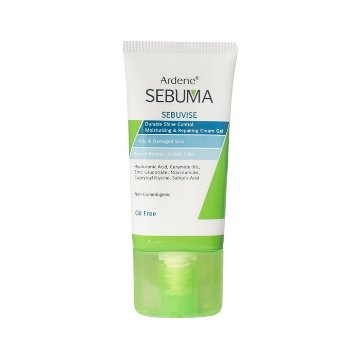 Ardene®
SEBUMA
SEBUVISE
Durable Shine Control
Moisturizing & Repairing Cream Gel
Oily & Damaged Skin
Hyaluronic Acid, Ceramide (III),
Zinc Gluconate, Niacinamide,
Capryloyl Glycine, Salicylic Acid
Non-Comedogenic
Oil Free